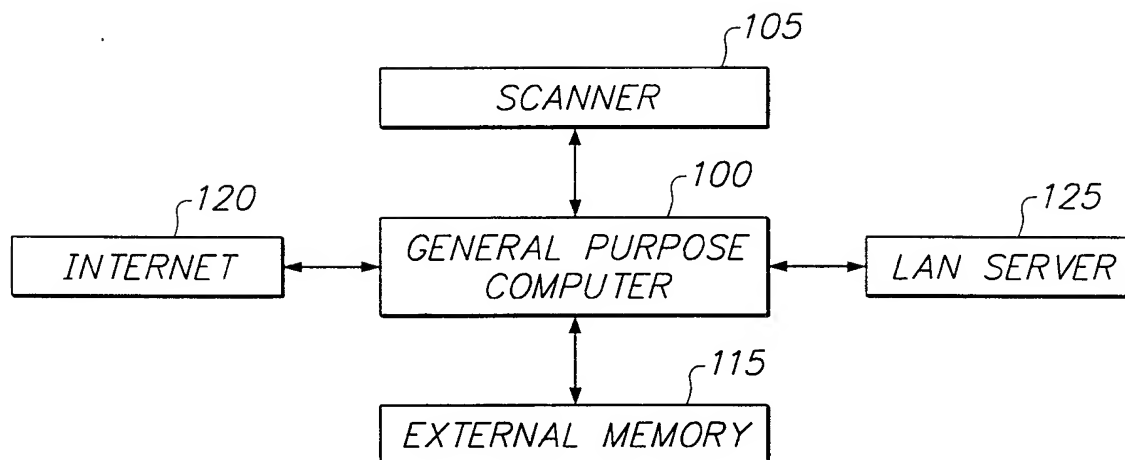 105
SCANNER
100
120
125
GENERAL PURPOSE
COMPUTER
INTERNET
LAN SERVER
115
EXTERNAL MEMORY